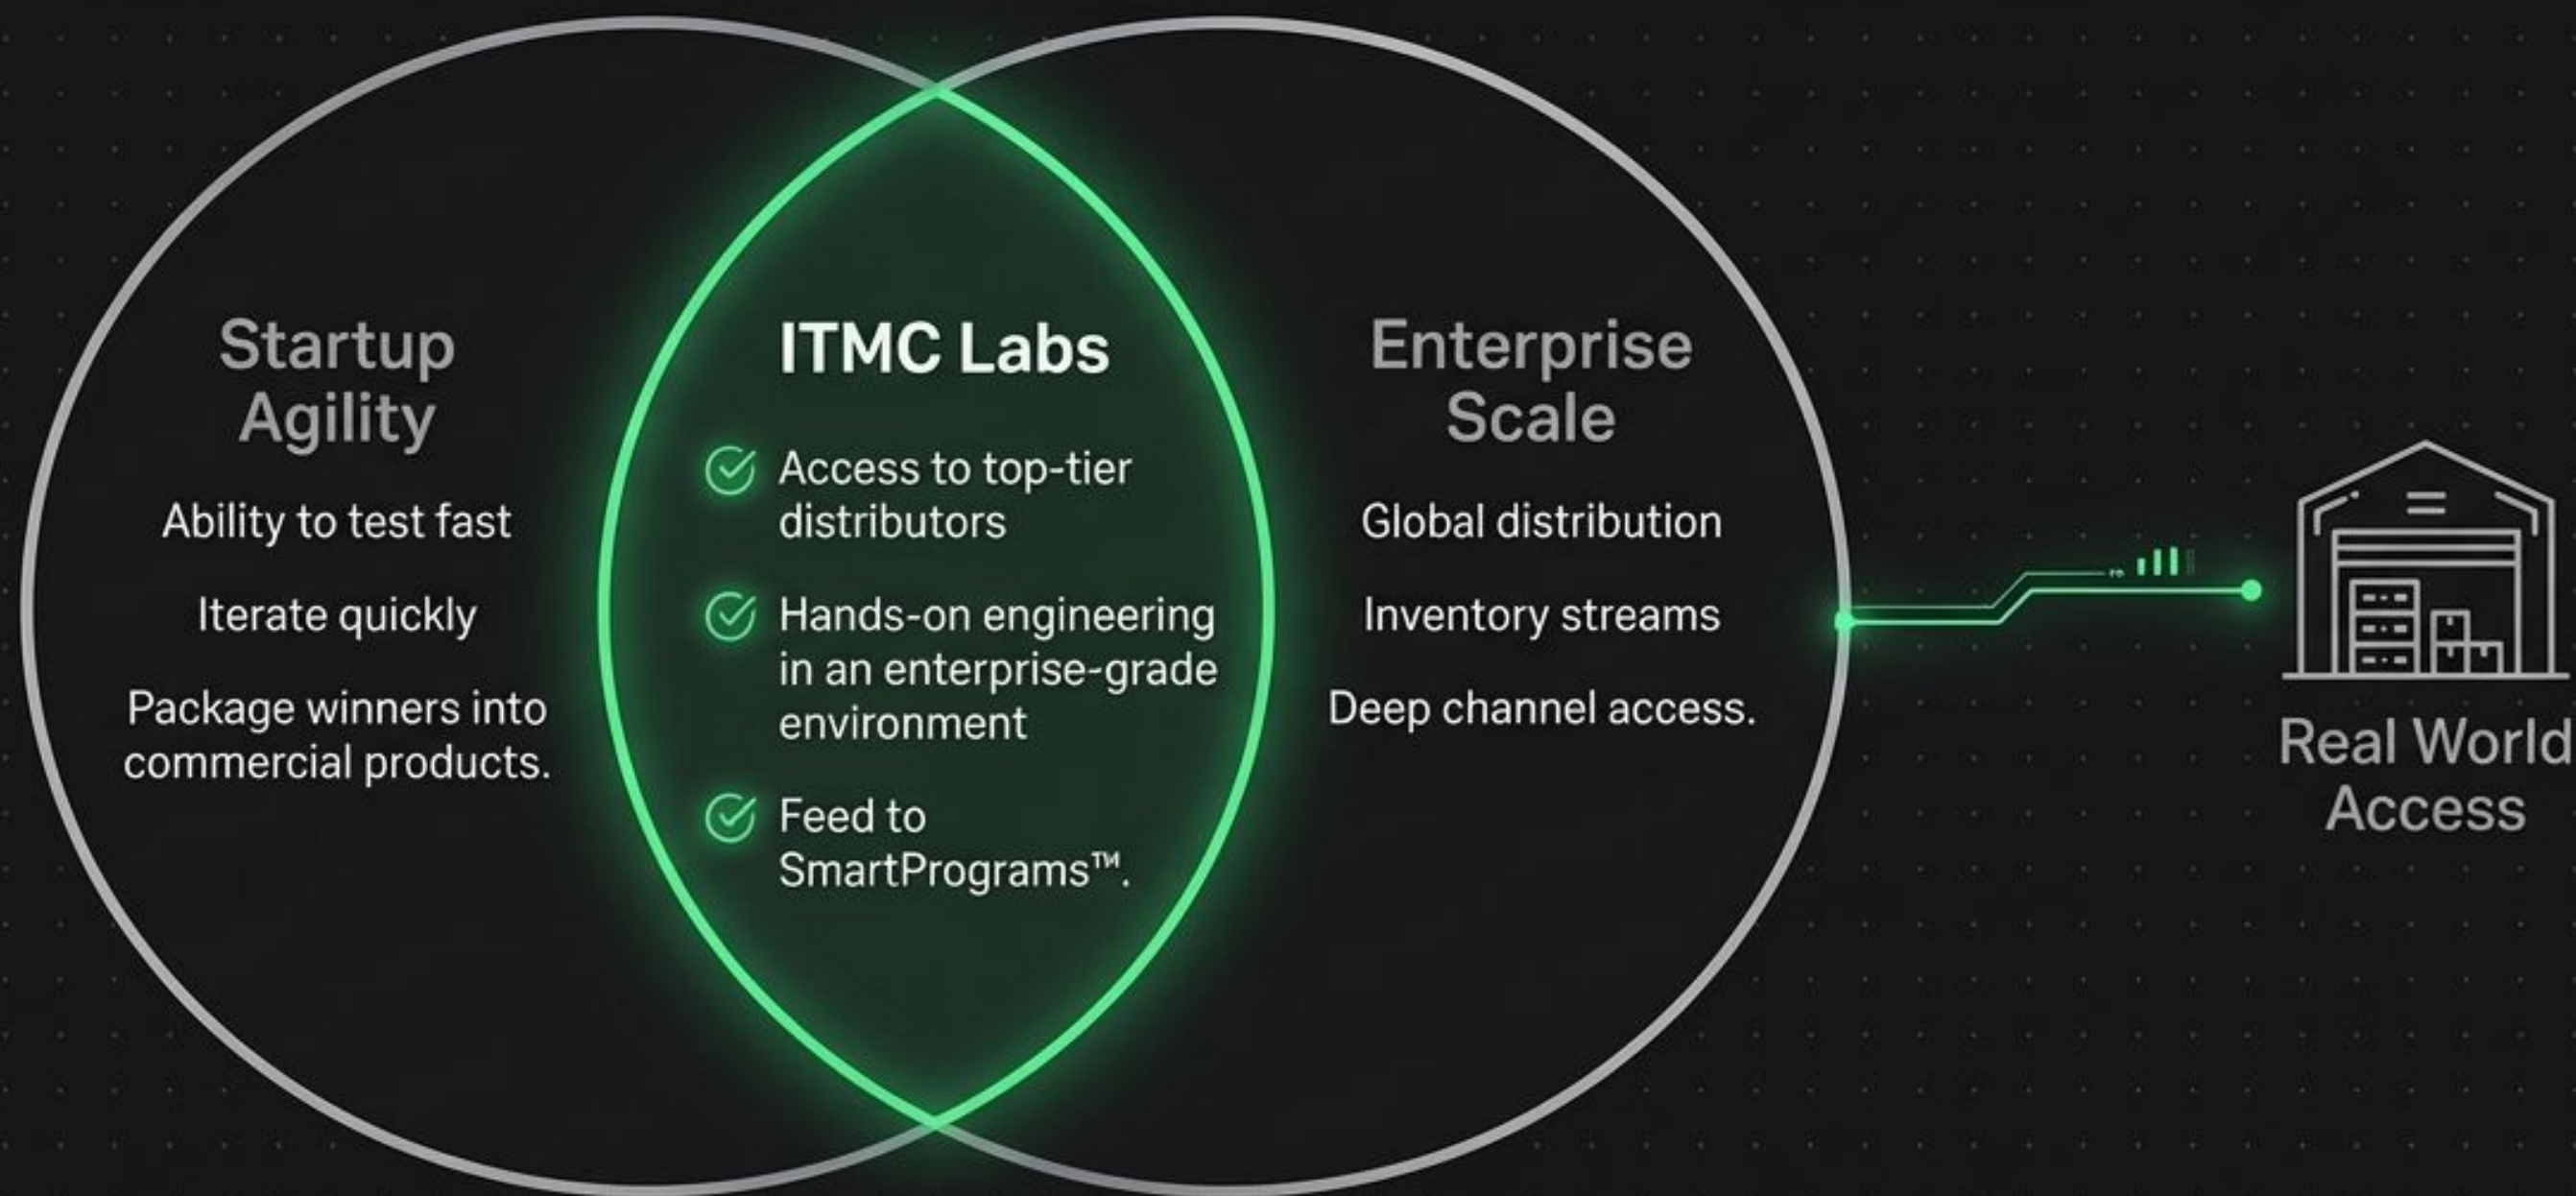 Startup
Agility
Ability to test fast
Iterate quickly
Package winners into
commercial products.
ITMC Labs
Access to top-tier
distributors
Hands-on engineering
in an enterprise-grade
environment
Feed to
SmartPrograms™.
Enterprise
Scale
Global distribution
Inventory streams
Deep channel access.
Real World
Access